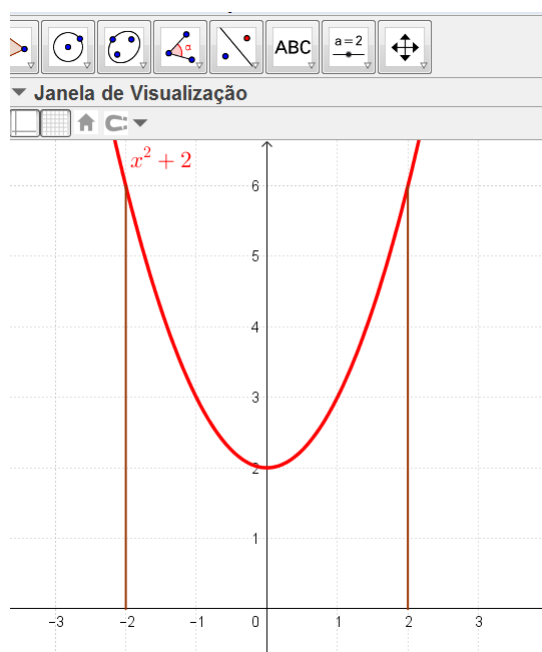 α ABC a=2
Janela de Visualização
x² + 2
6
5
4
3
2
1
−3 −2 −1 0 1 2 3